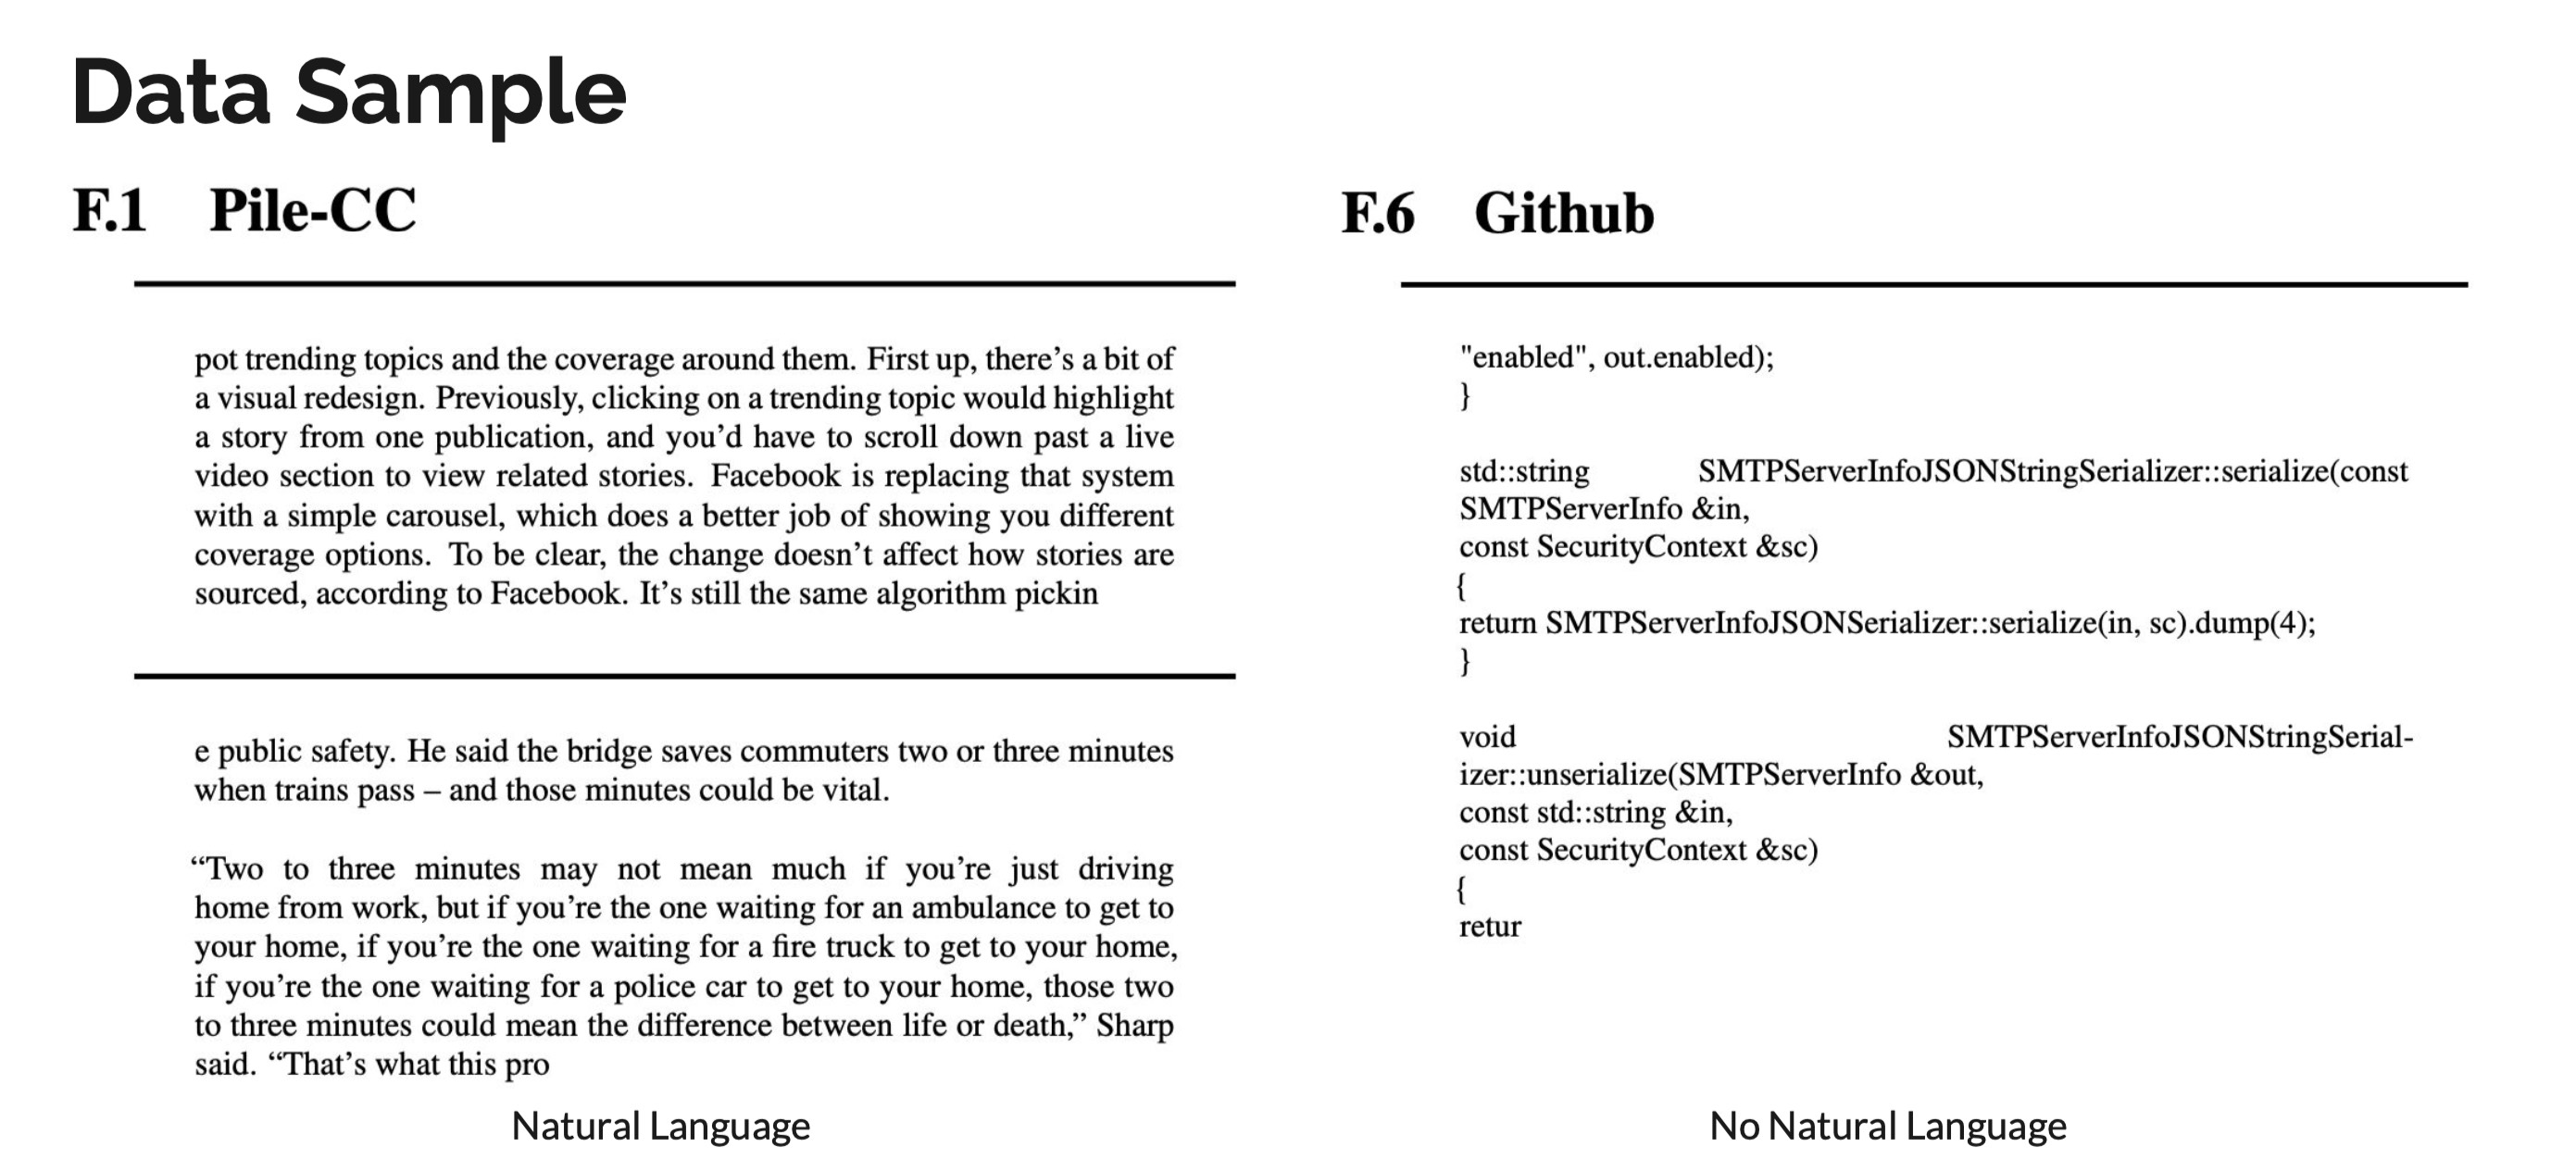 Data Sample
F.1 Pile-CC
pot trending topics and the coverage around them. First up, there’s a bit of
a visual redesign. Previously, clicking on a trending topic would highlight
a story from one publication, and you’d have to scroll down past a live
video section to view related stories. Facebook is replacing that system
with a simple carousel, which does a better job of showing you different
coverage options. To be clear, the change doesn’t affect how stories are
sourced, according to Facebook. It’s still the same algorithm pickin
e public safety. He said the bridge saves commuters two or three minutes
when trains pass – and those minutes could be vital.
“Two to three minutes may not mean much if you’re just driving
home from work, but if you’re the one waiting for an ambulance to get to
your home, if you’re the one waiting for a fire truck to get to your home,
if you’re the one waiting for a police car to get to your home, those two
to three minutes could mean the difference between life or death,” Sharp
said. “That’s what this pro
Natural Language
F.6 Github
"enabled", out.enabled);
}
std::string SMTPServerInfoJSONStringSerializer::serialize(const
SMTPServerInfo &in,
const SecurityContext &sc)
{
return SMTPServerInfoJSONSerializer::serialize(in, sc).dump(4);
}
void SMTPServerInfoJSONStringSerial-
izer::unserialize(SMTPServerInfo &out,
const std::string &in,
const SecurityContext &sc)
{
retur
No Natural Language